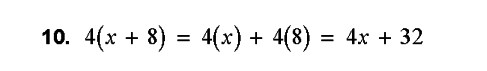 10. 4(x + 8) = 4(x) + 4(8) = 4x + 32